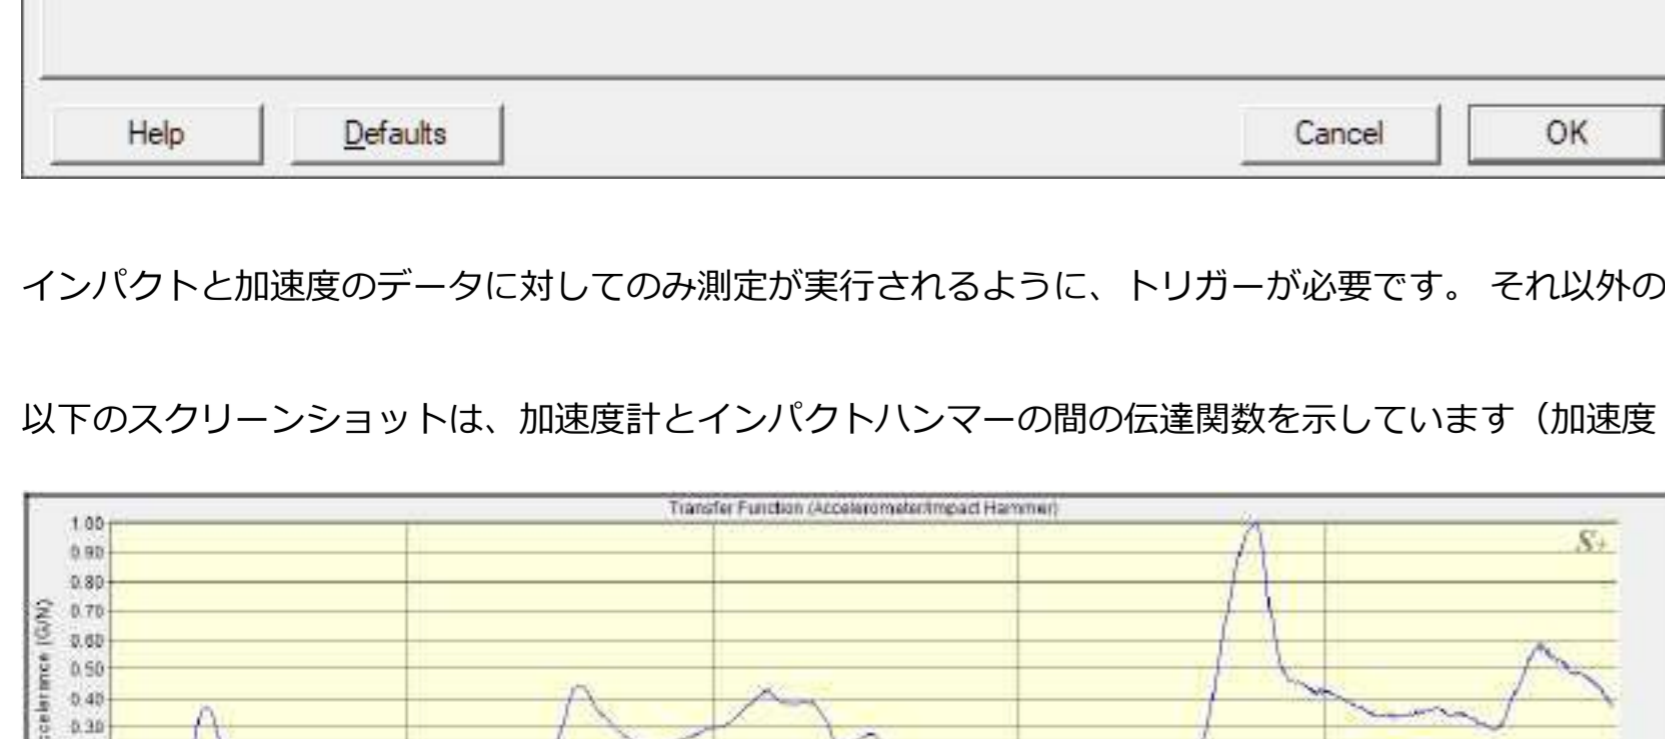 Help Defaults Cancel OK
インパクトと加速度のデータに対してのみ測定が実行されるように、トリガーが必要です。 それ以外の
以下のスクリーンショットは、加速度計とインパクトハンマーの間の伝達関数を示しています（加速度
Transfer Function (Accelerometer/Impact Hammer)
1.00
S+
0.90
0.80
0.70
0.60
0.50
0.40
0.30
(G/N)